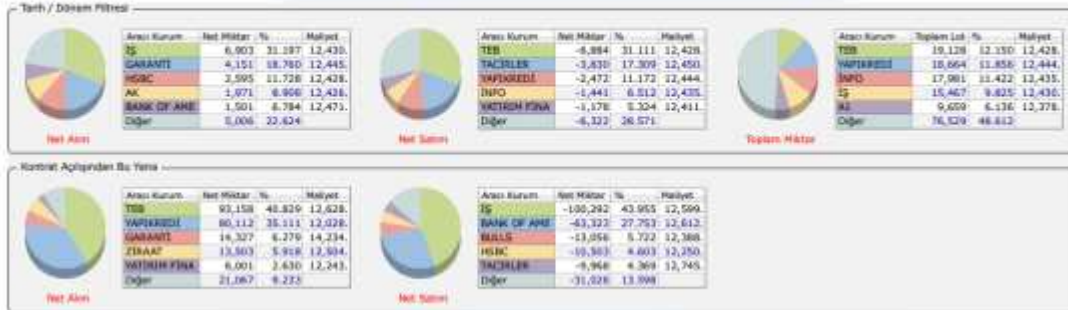 Tarih / Dönem Filtresi
Aracı Kurum Net Miktar % Maliyet
İŞ 6,903 31.197 12,430.
GARANTİ 4,151 18.760 12,445.
HSBC 2,595 11.728 12,428.
AK 1,971 8.908 12,428.
BANK OF AME 1,501 6.784 12,471.
Diğer 5,006 22.624
Net Alım
Aracı Kurum Net Miktar % Maliyet
TEB -6,884 31.111 12,428.
TACİRLER -3,830 17.309 12,450.
YAPIKREDİ -2,472 11.172 12,444.
İNFO -1,441 6.512 12,435.
YATIRIM FİNA -1,178 5.324 12,411.
Diğer -6,322 28.571
Net Satım
Aracı Kurum Toplam Lot % Maliyet
TEB 19,128 12.150 12,428.
YAPIKREDİ 18,664 11.856 12,444.
İNFO 17,981 11.422 12,435.
İŞ 15,467 9.825 12,430.
A1 9,659 6.136 12,378.
Diğer 76,529 48.612
Toplam Miktar
Kontrat Açılışından Bu Yana
Aracı Kurum Net Miktar % Maliyet
TEB 93,158 40.829 12,628.
YAPIKREDİ 80,112 35.111 12,028.
GARANTİ 14,327 6.279 14,234.
ZİRAAT 13,503 5.918 12,504.
YATIRIM FİNA 6,001 2.630 12,243.
Diğer 21,067 9.233
Net Alım
Aracı Kurum Net Miktar % Maliyet
İŞ -100,292 43.955 12,599.
BANK OF AME -63,323 27.753 12,612.
BULLS -13,056 5.722 12,388.
HSBC -10,503 4.603 12,250.
TACİRLER -9,968 4.369 12,745.
Diğer -31,026 13.598
Net Satım